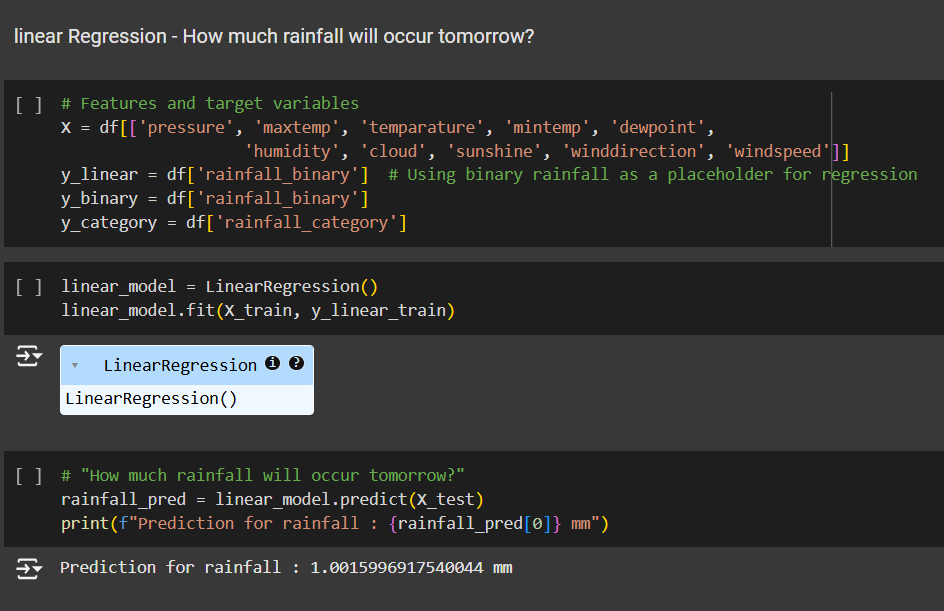 linear Regression - How much rainfall will occur tomorrow?
[ ] # Features and target variables
X = df[['pressure', 'maxtemp', 'temparature', 'mintemp', 'dewpoint',
'humidity', 'cloud', 'sunshine', 'winddirection', 'windspeed']]
y_linear = df['rainfall_binary'] # Using binary rainfall as a placeholder for regression
y_binary = df['rainfall_binary']
y_category = df['rainfall_category']
[ ] linear_model = LinearRegression()
linear_model.fit(X_train, y_linear_train)
LinearRegression i ?
LinearRegression()
[ ] # "How much rainfall will occur tomorrow?"
rainfall_pred = linear_model.predict(X_test)
print(f"Prediction for rainfall : {rainfall_pred[0]} mm")
Prediction for rainfall : 1.0015996917540044 mm